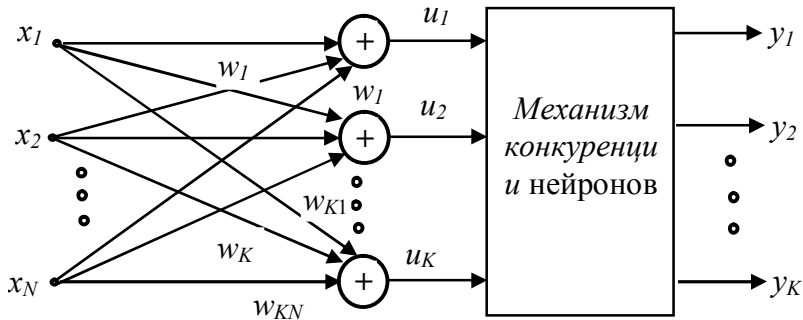 x1
w1
u1
y1
w1
x2
u2
Механизм
конкуренци
и нейронов
y2
wK1
wK
uK
xN
wKN
yK
+
+
+